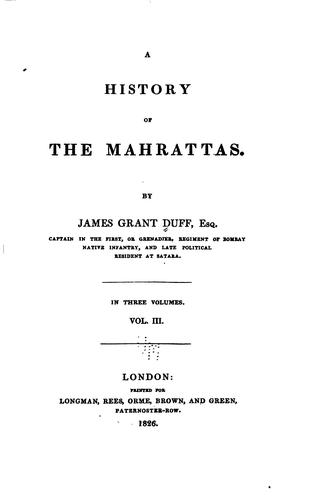 A
HISTORY
OF
THE MAHRATTAS.
BY
JAMES GRANT DUFF, Esq.
CAPTAIN IN THE FIRST, OR GRENADIER, REGIMENT OF BOMBAY
NATIVE INFANTRY, AND LATE POLITICAL
RESIDENT AT SATARA.
IN THREE VOLUMES.
VOL. III.
LONDON:
PRINTED FOR
LONGMAN, REES, ORME, BROWN, AND GREEN,
PATERNOSTER-ROW.
1826.